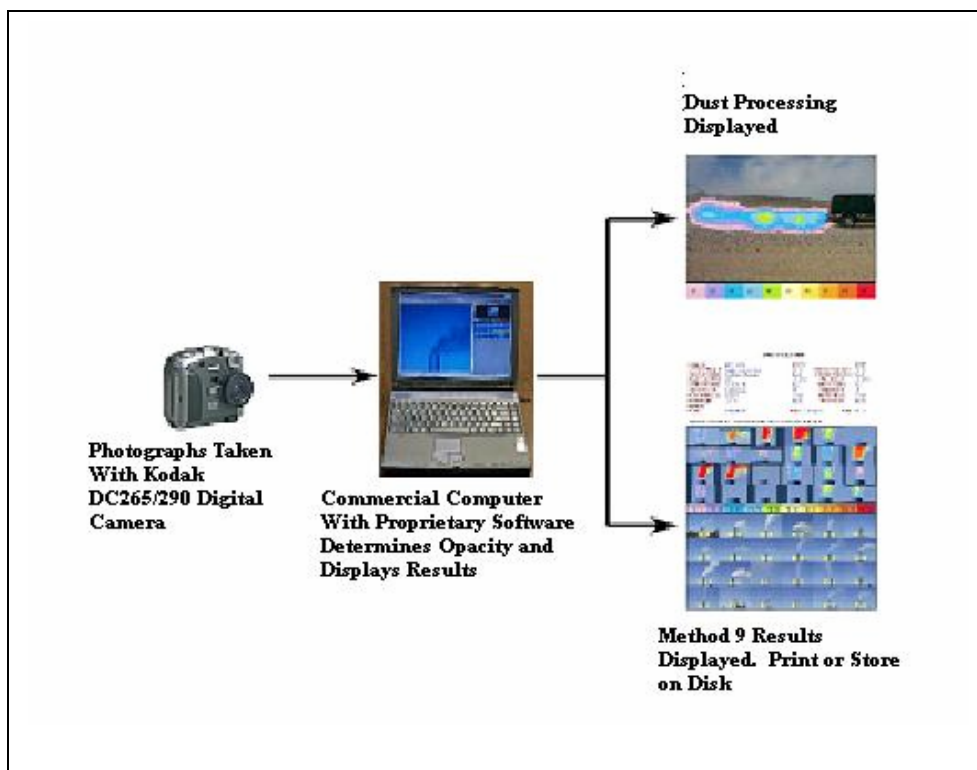 Dust Processing
Displayed
Photographs Taken
With Kodak
DC265/290 Digital
Camera
Commercial Computer
With Proprietary Software
Determines Opacity and
Displays Results
Method 9 Results
Displayed. Print or Store
on Disk